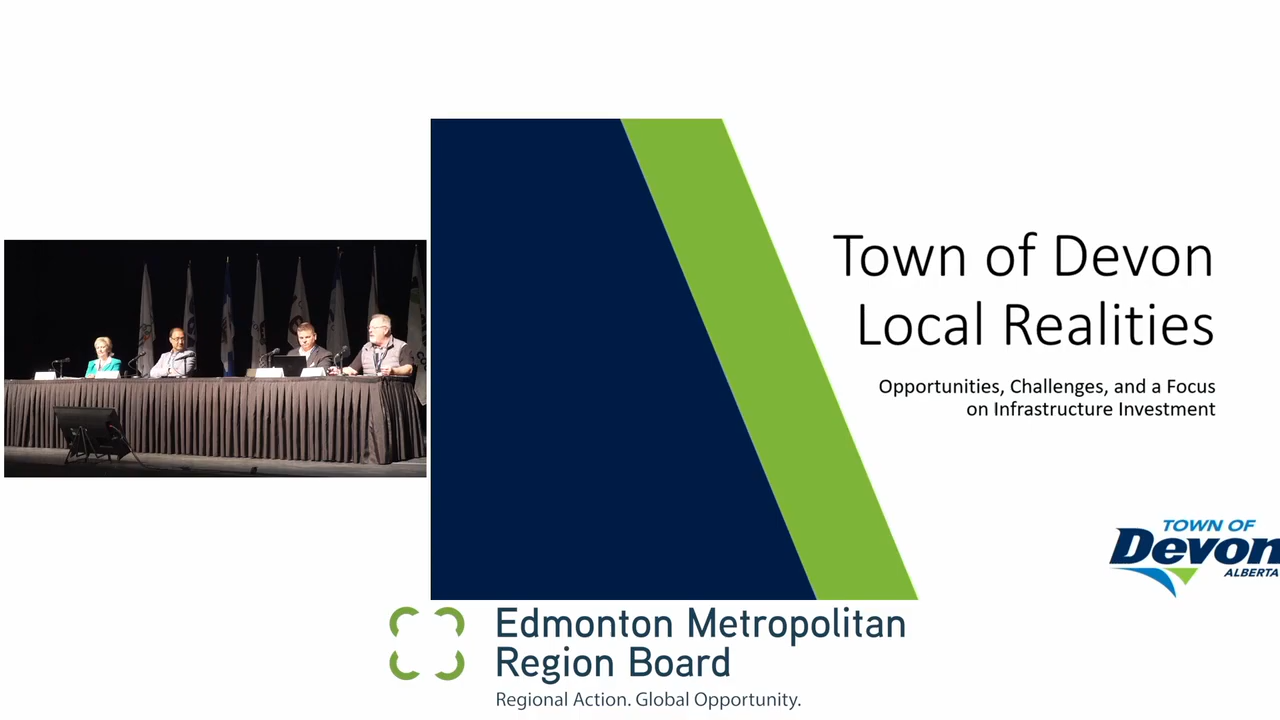 Town of Devon
Local Realities
Opportunities, Challenges, and a Focus
on Infrastructure Investment
TOWN OF
Devon
ALBERTA
Edmonton Metropolitan
Region Board
Regional Action. Global Opportunity.